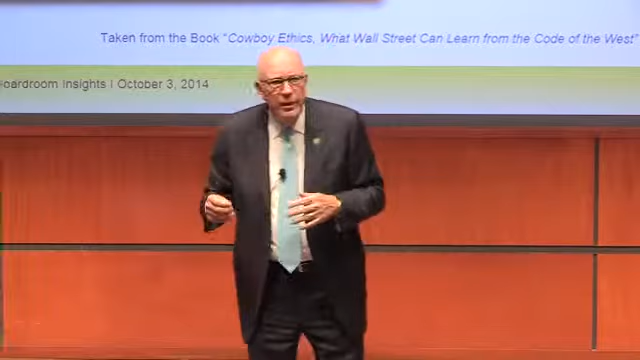 Taken from the Book "Cowboy Ethics, What Wall Street Can Learn from the Code of the West"
oardroom Insights | October 3, 2014